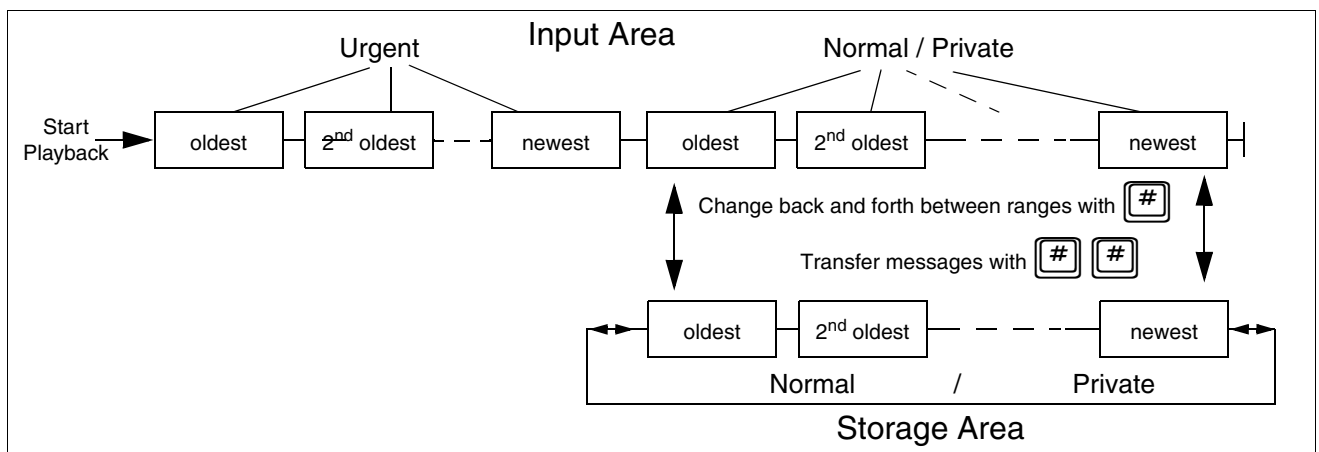 Input Area
Urgent
Normal / Private
Start
Playback
oldest
2nd oldest
newest
oldest
2nd oldest
newest
Change back and forth between ranges with #
Transfer messages with # #
oldest
2nd oldest
newest
Normal / Private
Storage Area